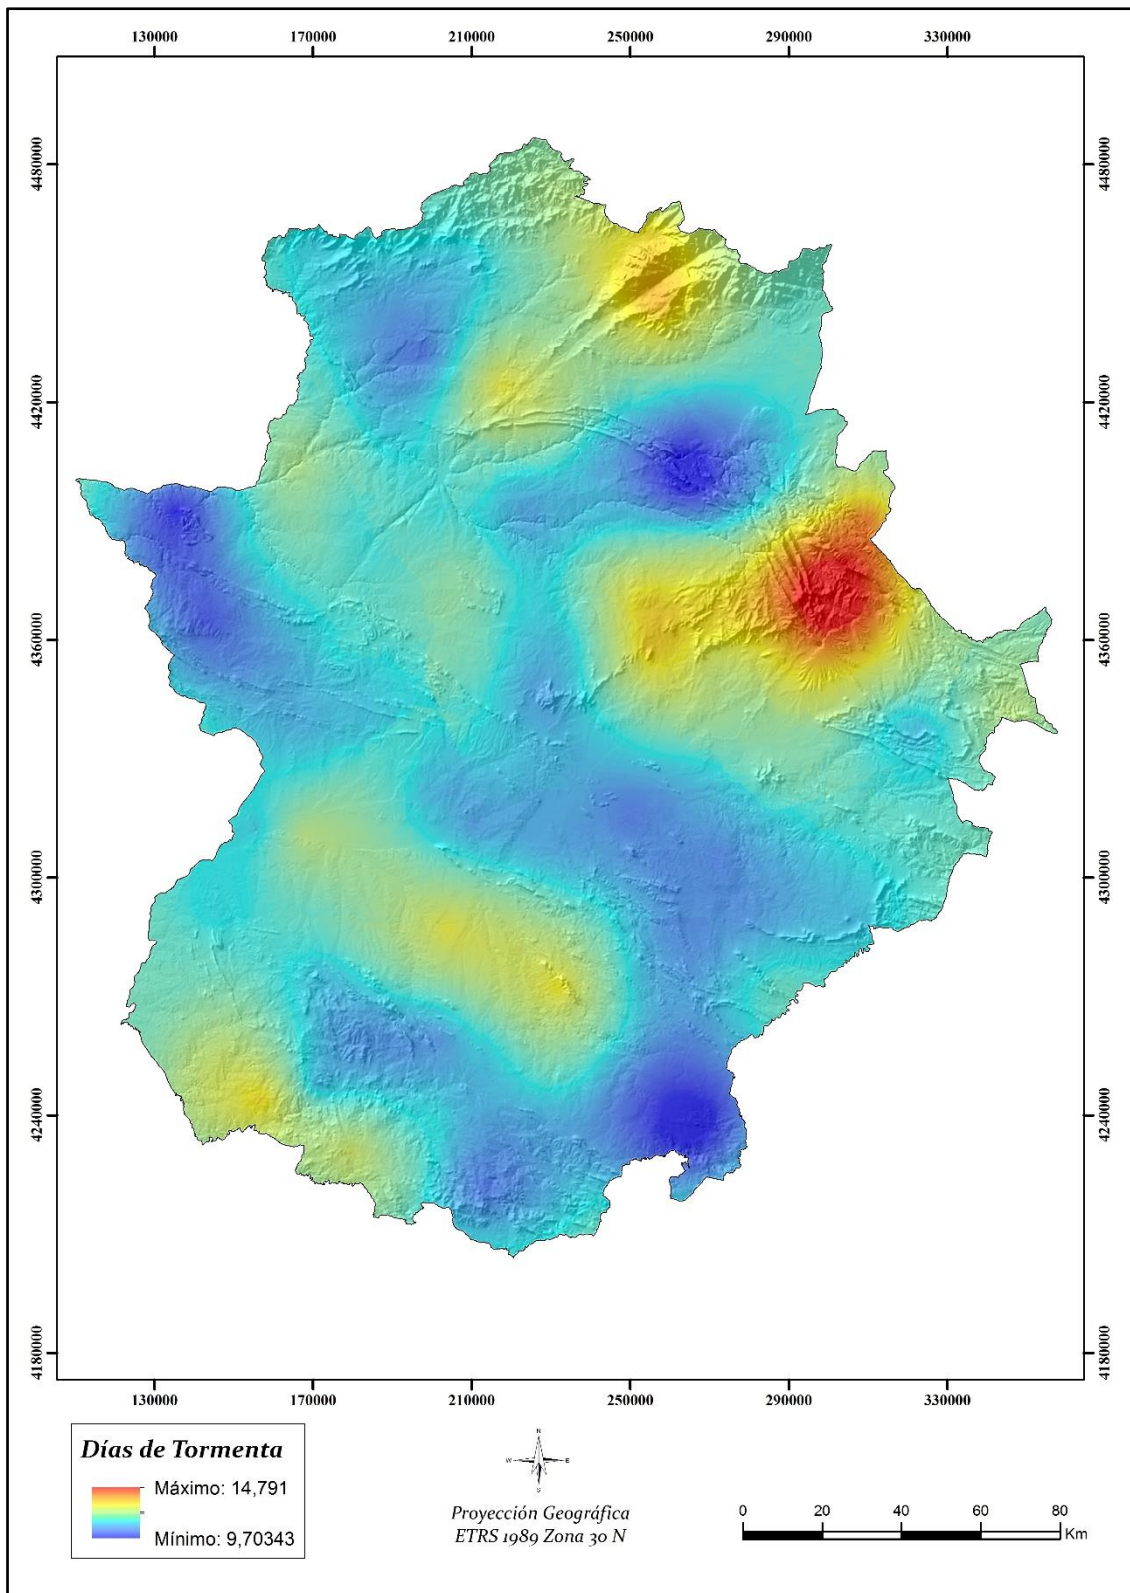 130000 170000 210000 250000 290000 330000
4480000 4480000
4420000 4420000
4360000 4360000
4300000 4300000
4240000 4240000
4180000 4180000
130000 170000 210000 250000 290000 330000
Días de Tormenta
Máximo: 14,791
Mínimo: 9,70343
N
W E
S
Proyección Geográfica
ETRS 1989 Zona 30 N
0 20 40 60 80
Km